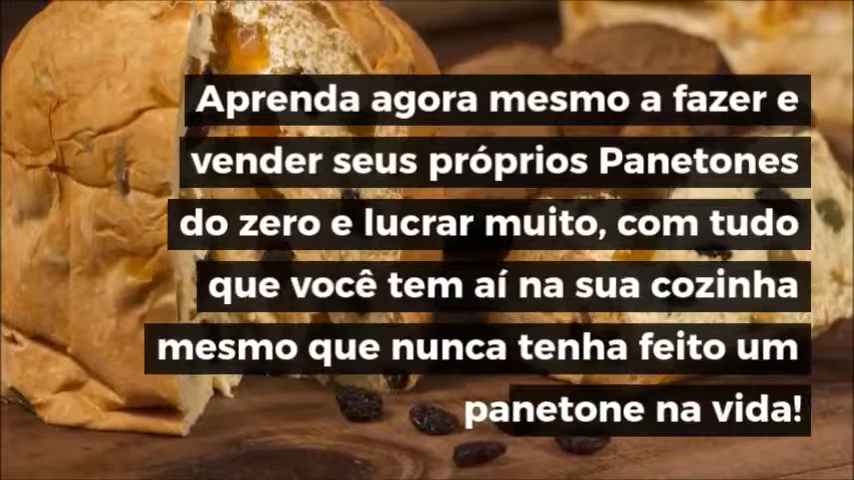 Aprenda agora mesmo a fazer e
vender seus próprios Panetones
do zero e lucrar muito, com tudo
que você tem aí na sua cozinha
mesmo que nunca tenha feito um
panetone na vida!